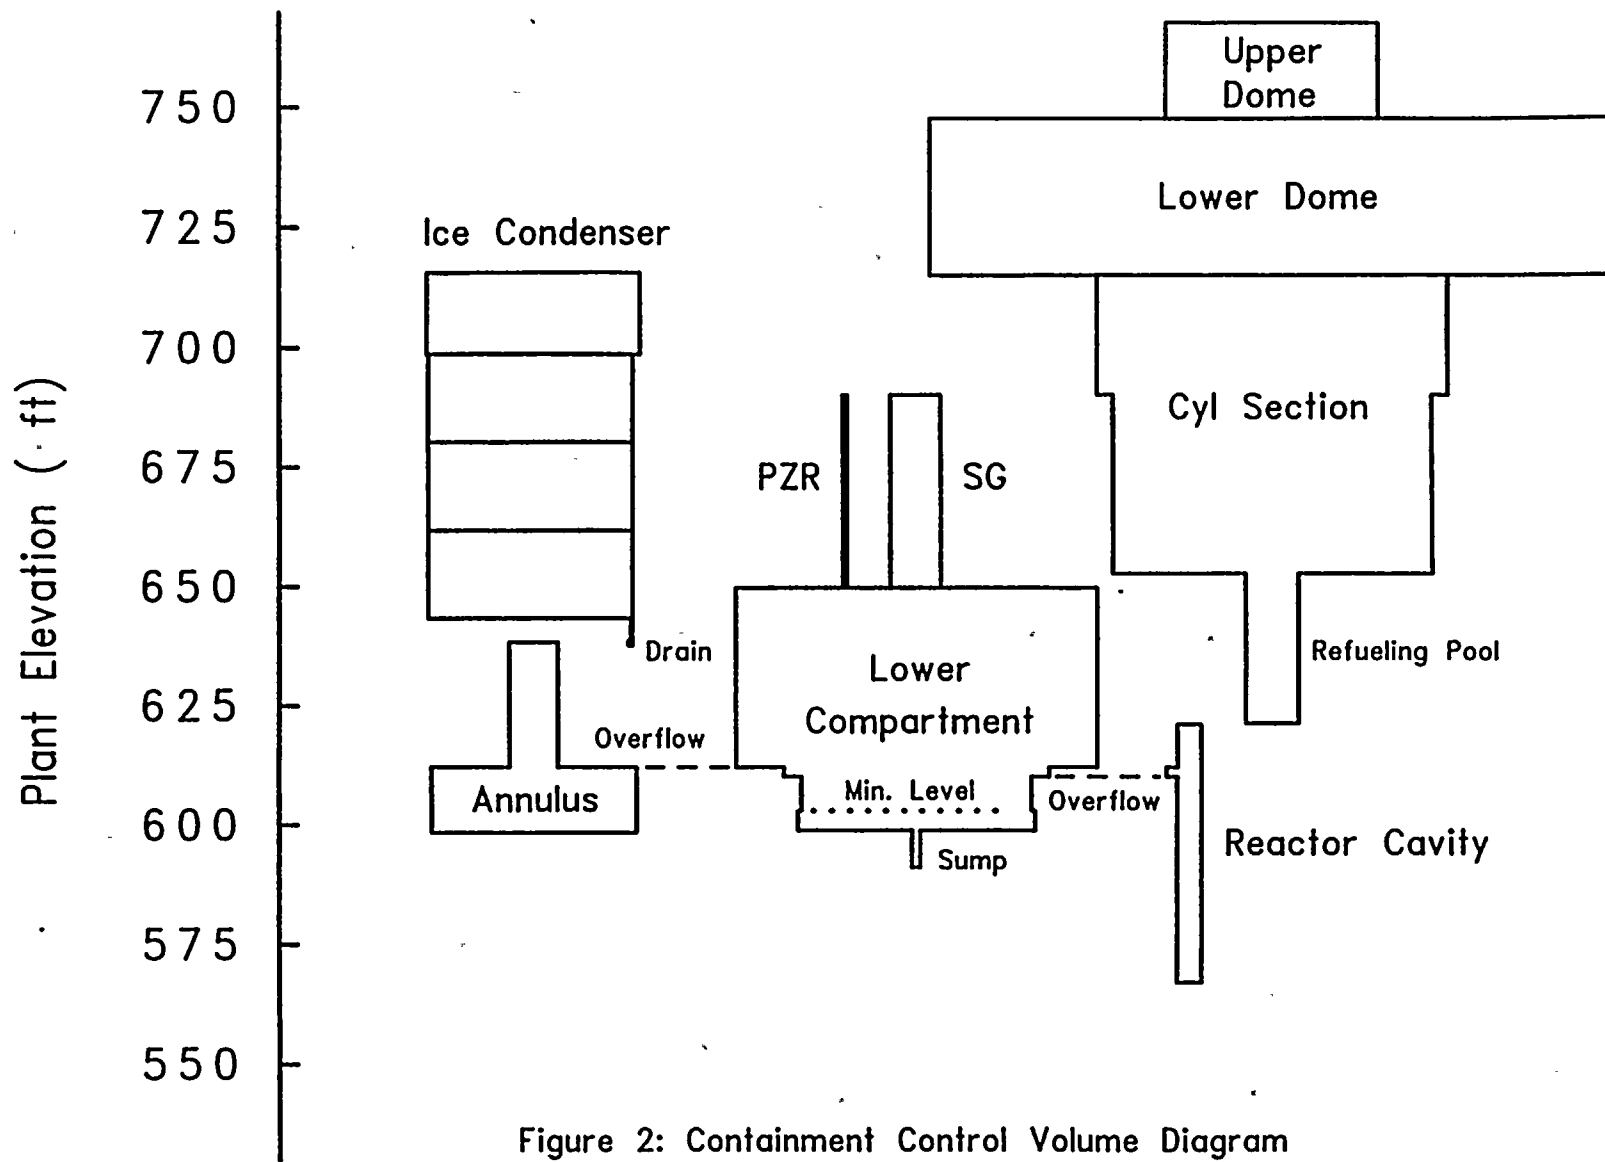 Upper
Dome
750
Lower Dome
725
Ice Condenser
700
Cyl Section
Plant Elevation ( ft)
675
PZR
SG
650
Drain
Refueling Pool
Lower
Compartment
625
Overflow
Min. Level
Annulus
Overflow
600
Reactor Cavity
Sump
575
550
Figure 2: Containment Control Volume Diagram